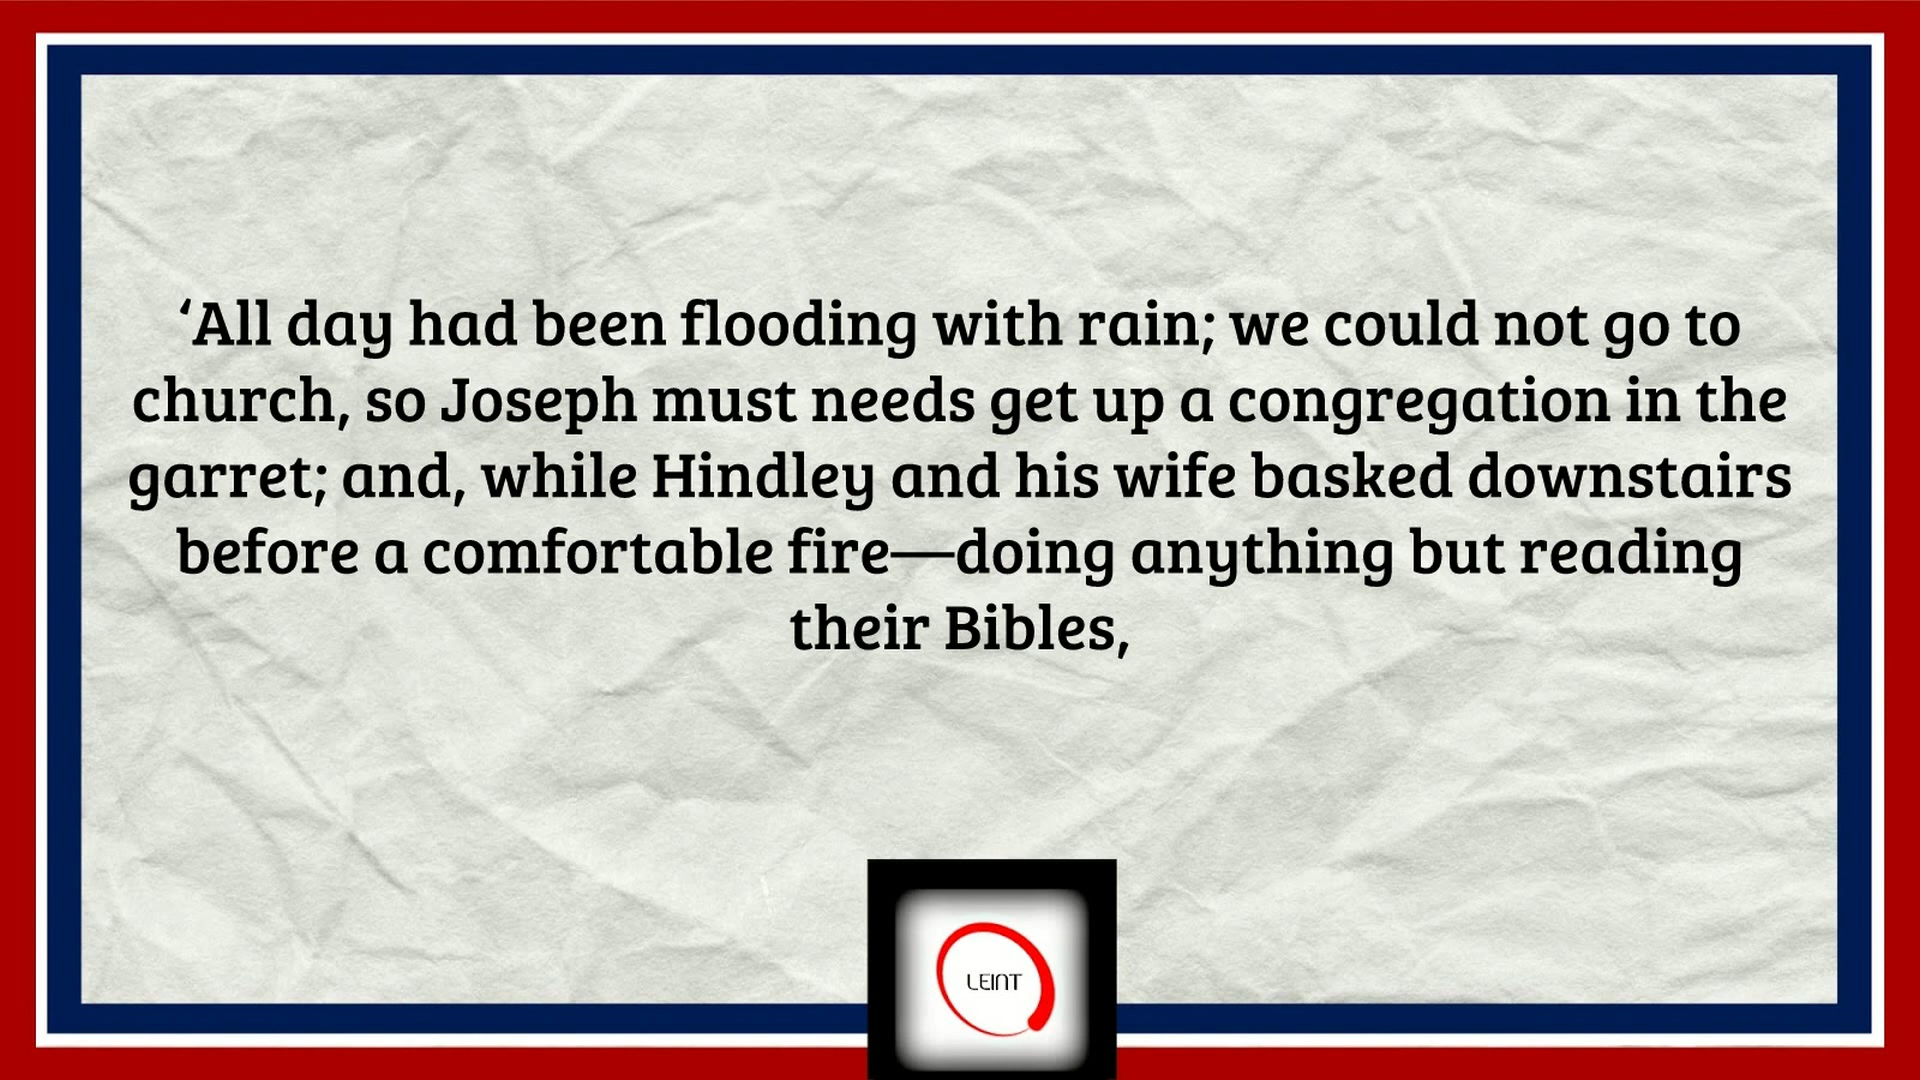 ‘All day had been flooding with rain; we could not go to
church, so Joseph must needs get up a congregation in the
garret; and, while Hindley and his wife basked downstairs
before a comfortable fire—doing anything but reading
their Bibles,
LEINT